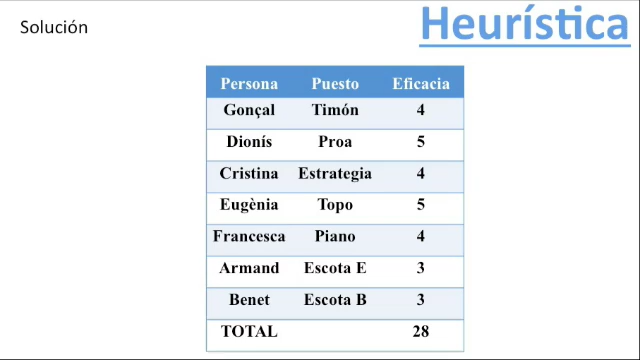 Solución
Heurística
Persona Puesto Eficacia
Gonçal Timón 4
Dionís Proa 5
Cristina Estrategia 4
Eugènia Topo 5
Francesca Piano 4
Armand Escota E 3
Benet Escota B 3
TOTAL 28